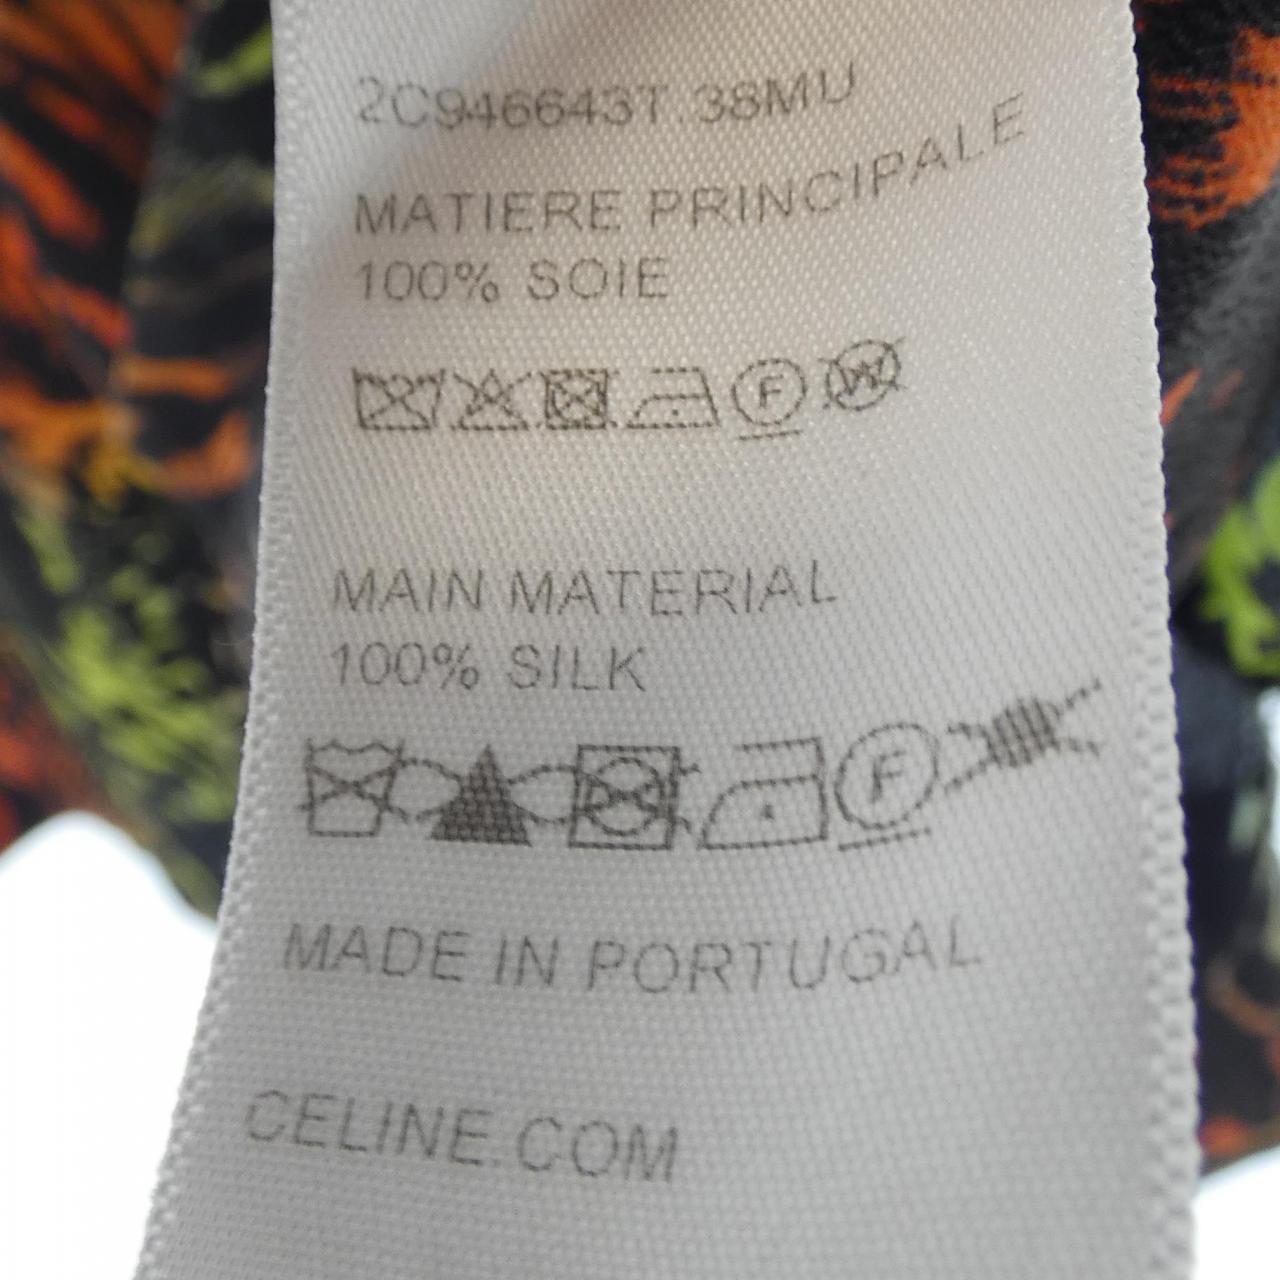 2C946643T.38MU
MATIERE PRINCIPALE
100% SOIE
F W
MAIN MATERIAL
100% SILK
F
MADE IN PORTUGAL
CELINE.COM